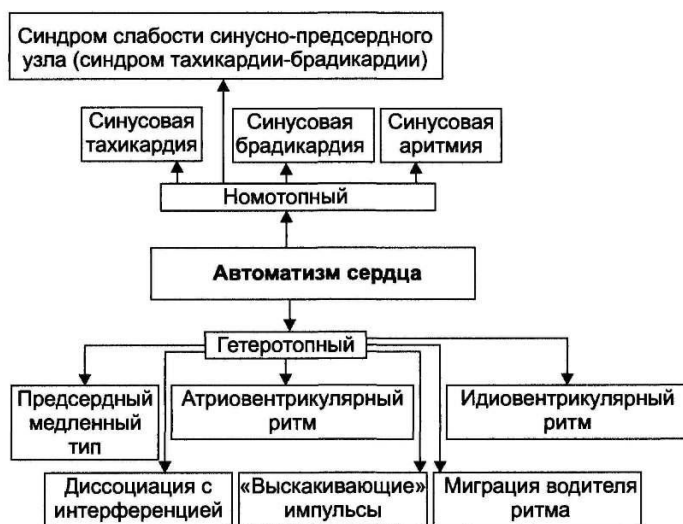 Синдром слабости синусно-предсердного
узла (синдром тахикардии-брадикардии)
Синусовая
тахикардия
Синусовая
брадикардия
Синусовая
аритмия
Номотопный
Автоматизм сердца
Гетеротопный
Предсердный
медленный
тип
Атриовентрикулярный
ритм
Идиовентрикулярный
ритм
Диссоциация с
интерференцией
«Выскакивающие»
импульсы
Миграция водителя
ритма